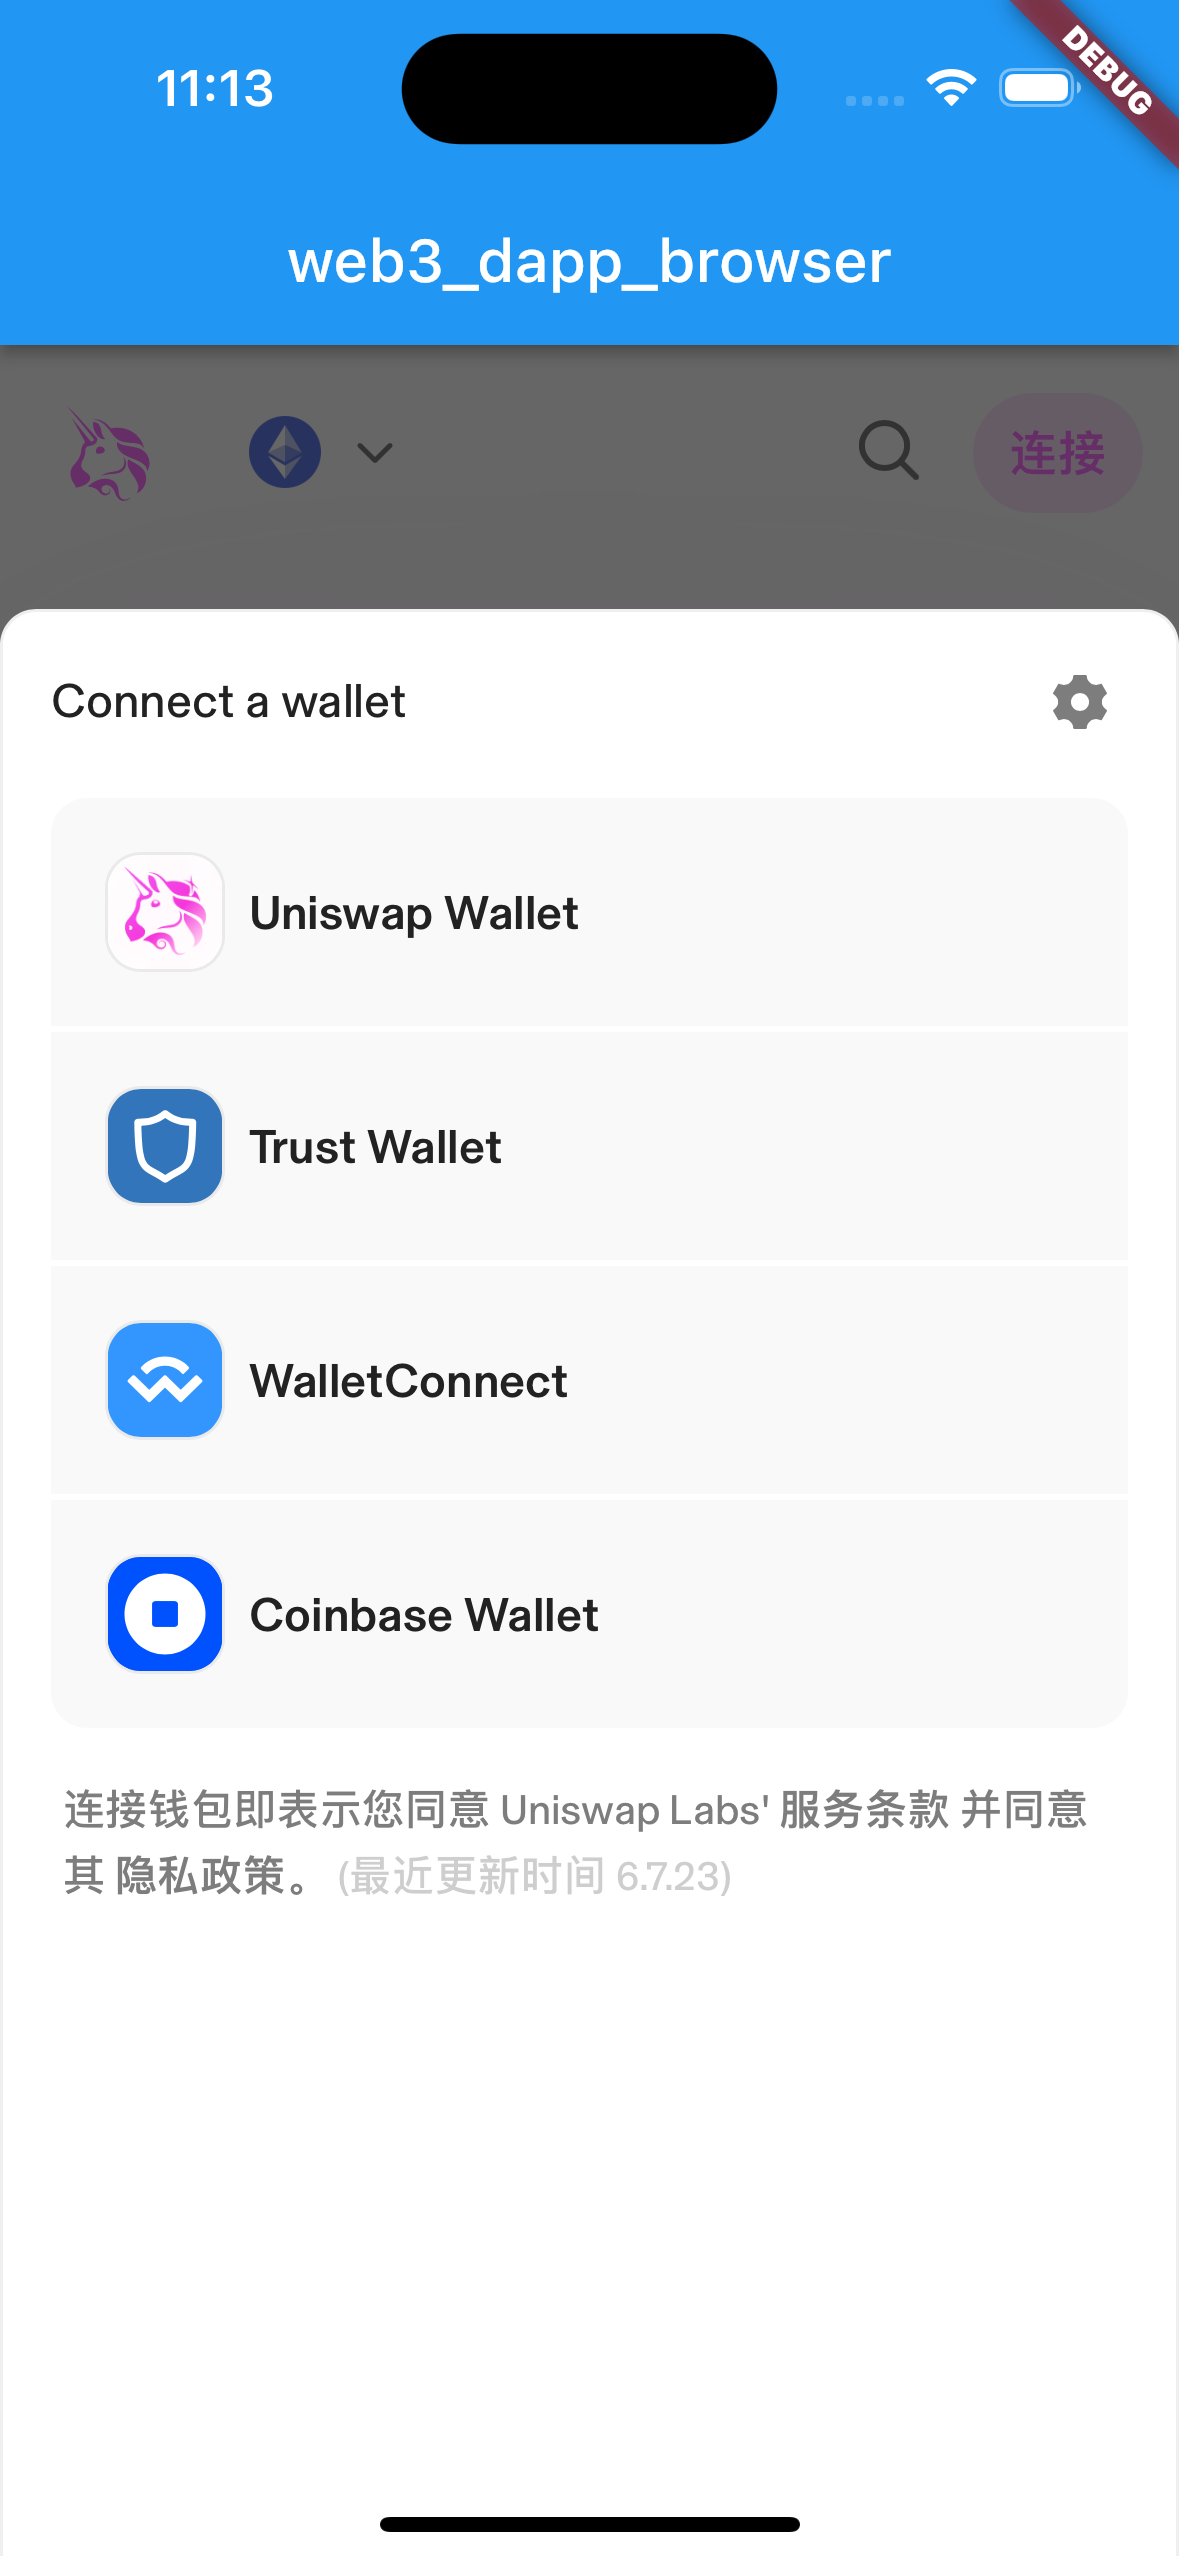 11:13
DEBUG
web3_dapp_browser
连接
Connect a wallet
Uniswap Wallet
Trust Wallet
WalletConnect
Coinbase Wallet
连接钱包即表示您同意 Uniswap Labs' 服务条款 并同意
其 隐私政策。 (最近更新时间 6.7.23)